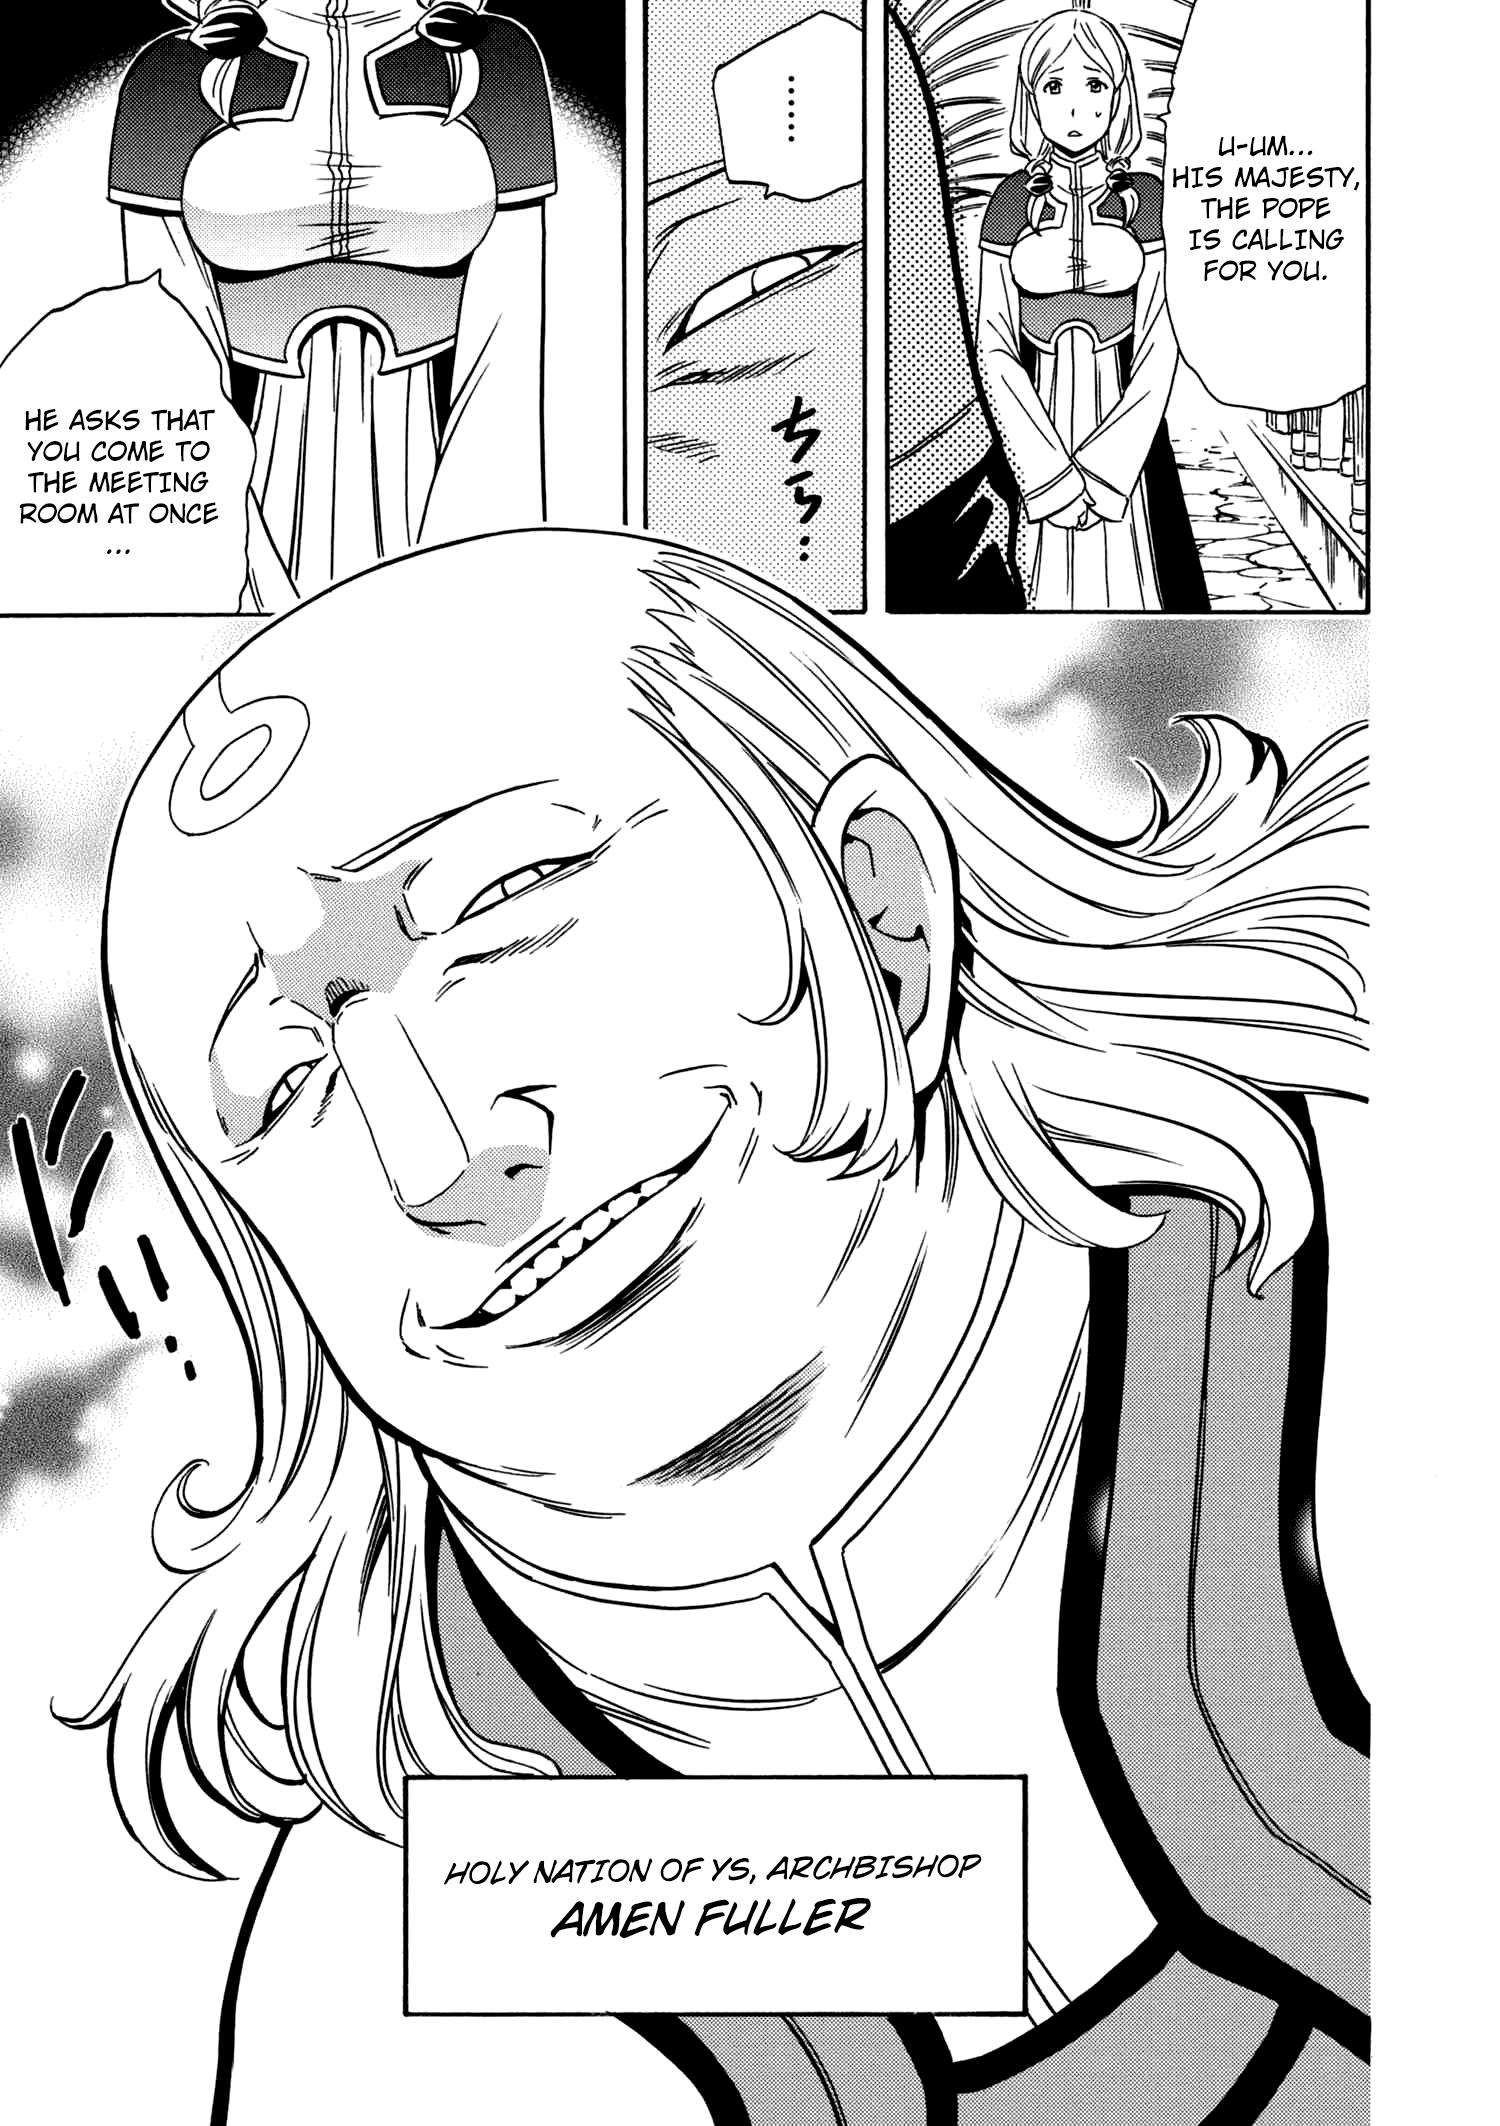 U-UM...
HIS MAJESTY,
THE POPE
IS CALLING
FOR YOU.
......
ちら…
HE ASKS THAT
YOU COME TO
THE MEETING
ROOM AT ONCE
...
HOLY NATION OF YS, ARCHBISHOP
AMEN FULLER